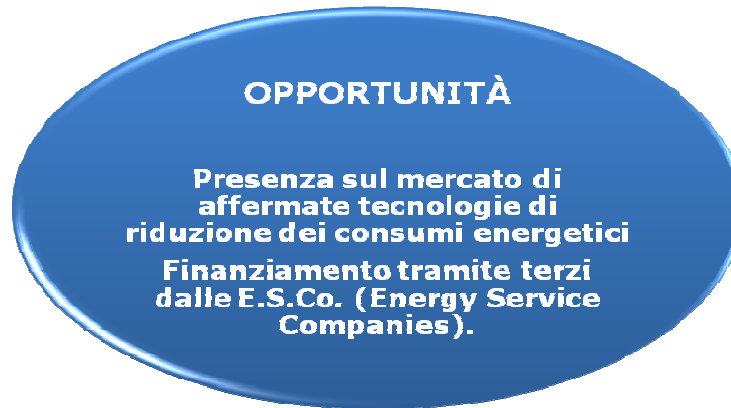 OPPORTUNITÀ
Presenza sul mercato di
affermate tecnologie di
riduzione dei consumi energetici
Finanziamento tramite terzi
dalle E.S.Co. (Energy Service
Companies).